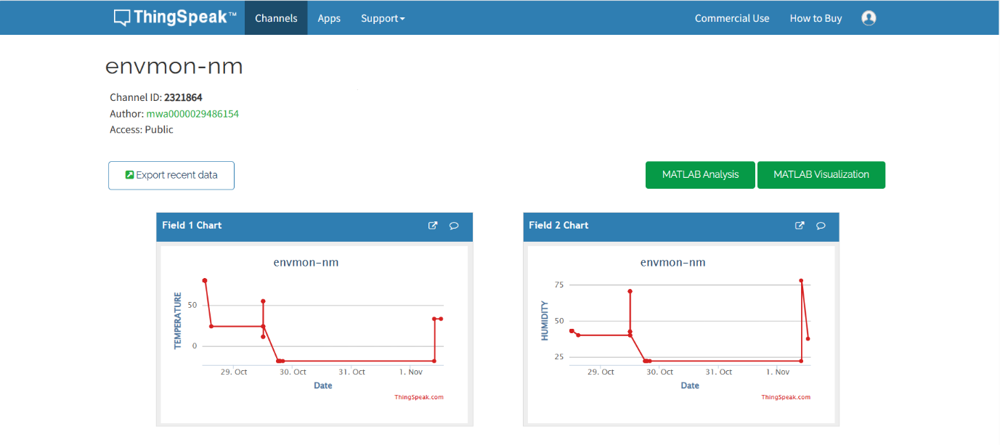 ThingSpeak™ Channels Apps Support Commercial Use How to Buy
envmon-nm
Channel ID: 2321864
Author: mwa0000029486154
Access: Public
Export recent data
MATLAB Analysis MATLAB Visualization
Field 1 Chart
envmon-nm
TEMPERATURE
50
0
29. Oct 30. Oct 31. Oct 1. Nov
Date
ThingSpeak.com
Field 2 Chart
envmon-nm
HUMIDITY
75
50
25
29. Oct 30. Oct 31. Oct 1. Nov
Date
ThingSpeak.com